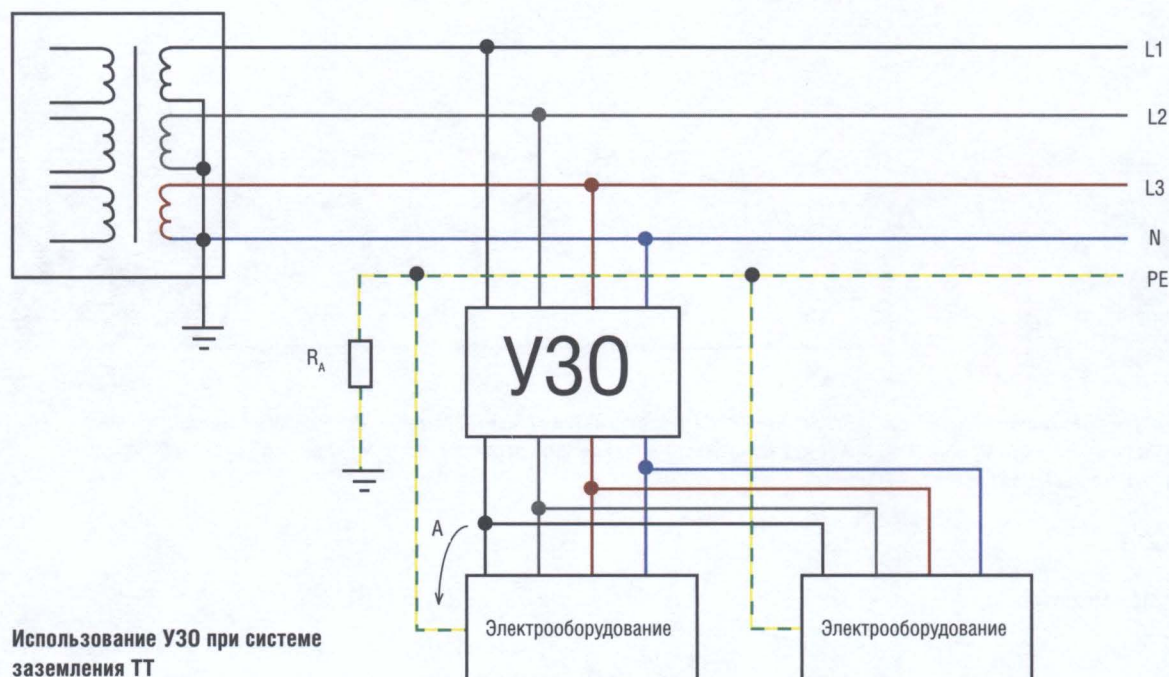 L1
L2
L3
N
PE
R_A
УЗО
A
Электрооборудование
Электрооборудование
Использование УЗО при системе
заземления ТТ